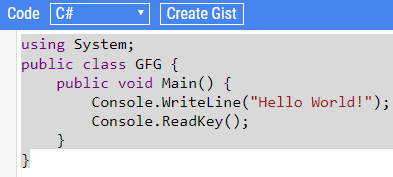 Code C# Create Gist
using System;
public class GFG {
    public void Main() {
        Console.WriteLine("Hello World!");
        Console.ReadKey();
    }
}